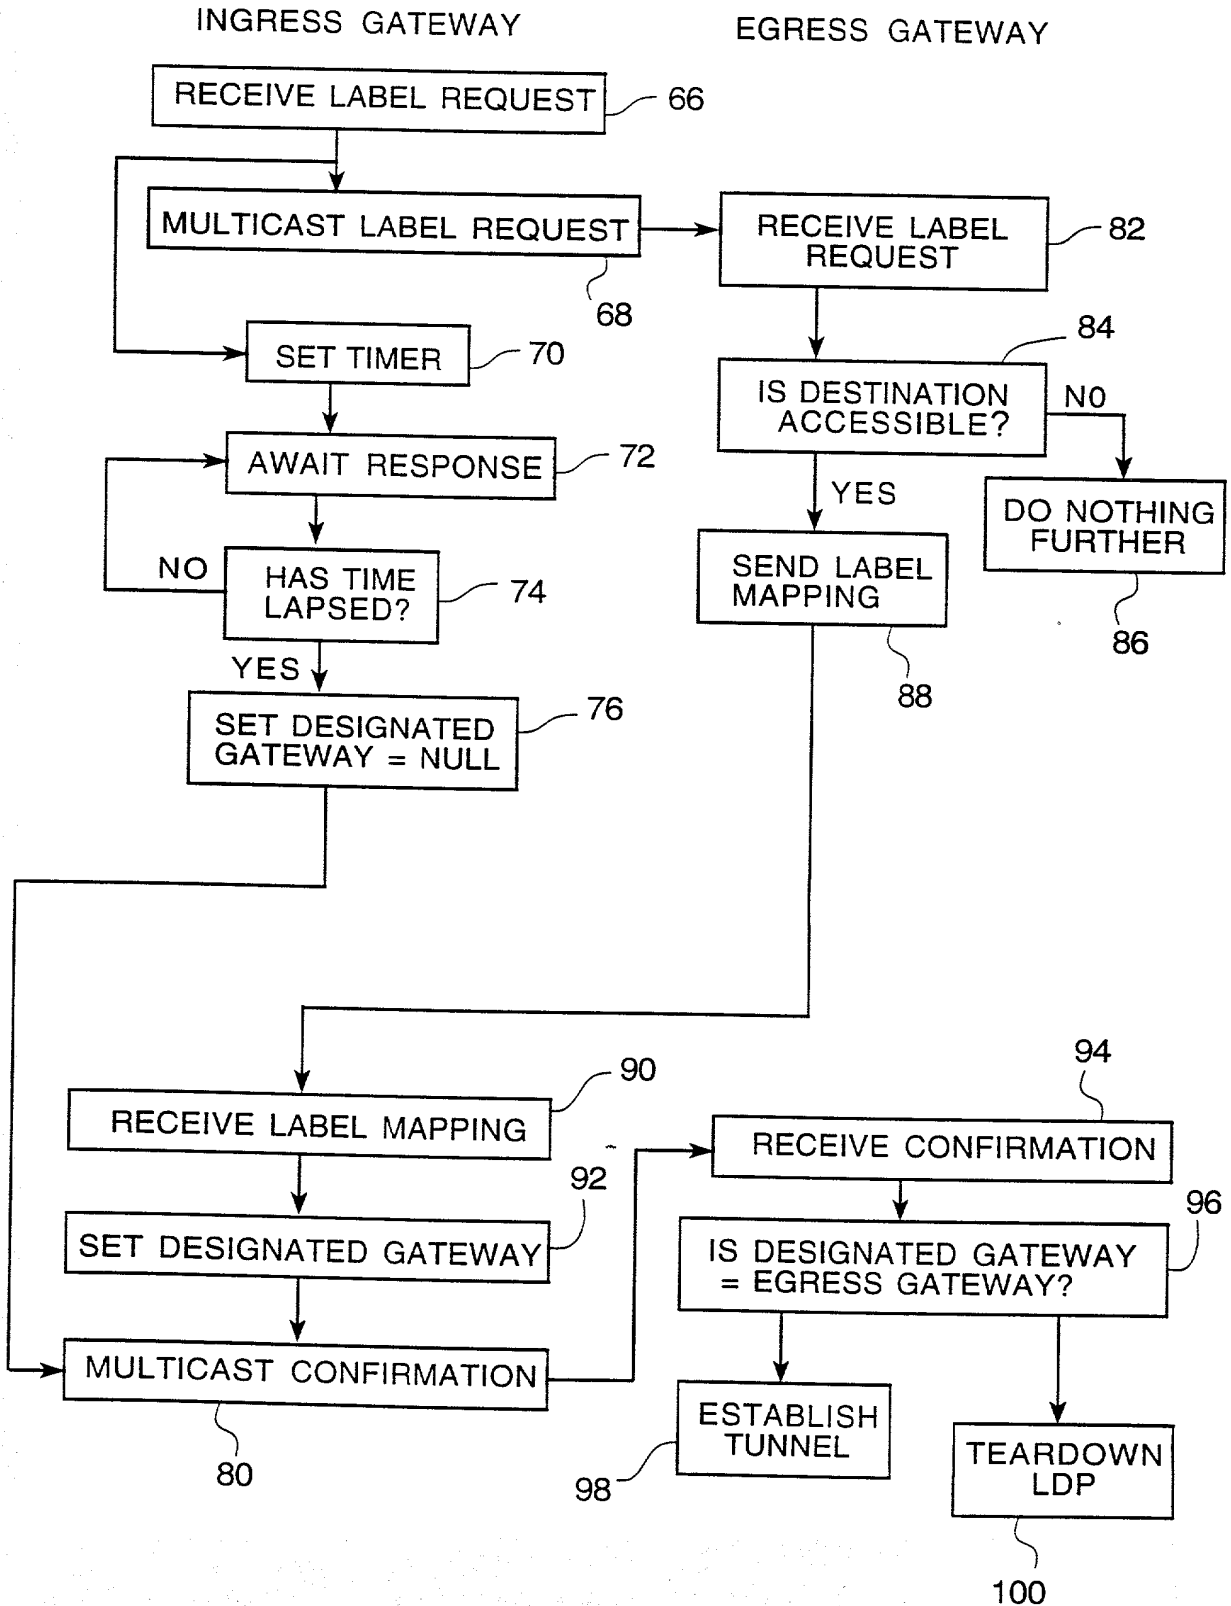 INGRESS GATEWAY
EGRESS GATEWAY
RECEIVE LABEL REQUEST
66
MULTICAST LABEL REQUEST
68
RECEIVE LABEL
REQUEST
82
SET TIMER
70
84
IS DESTINATION
ACCESSIBLE?
NO
AWAIT RESPONSE
72
YES
DO NOTHING
FURTHER
86
NO
HAS TIME
LAPSED?
74
SEND LABEL
MAPPING
88
YES
SET DESIGNATED
GATEWAY = NULL
76
RECEIVE LABEL MAPPING
90
94
RECEIVE CONFIRMATION
92
SET DESIGNATED GATEWAY
96
IS DESIGNATED GATEWAY
= EGRESS GATEWAY?
MULTICAST CONFIRMATION
80
ESTABLISH
TUNNEL
98
TEARDOWN
LDP
100